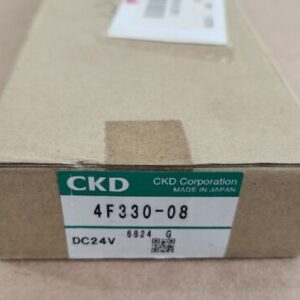 CKD CKD Corporation
MADE IN JAPAN
4F330-08
6824 G
DC24V